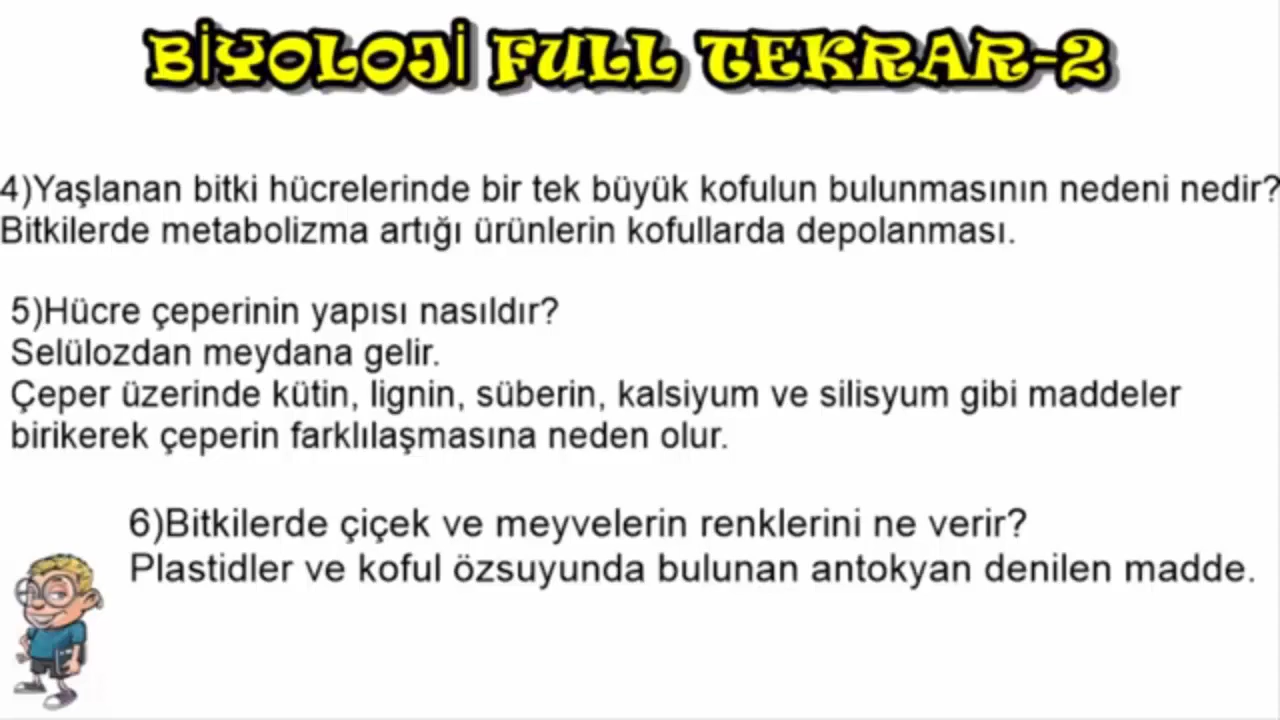 BİYOLOJİ FULL TEKRAR-2
4)Yaşlanan bitki hücrelerinde bir tek büyük kofulun bulunmasının nedeni nedir?
Bitkilerde metabolizma artığı ürünlerin kofullarda depolanması.
5)Hücre çeperinin yapısı nasıldır?
Selülozdan meydana gelir.
Çeper üzerinde kütin, lignin, süberin, kalsiyum ve silisyum gibi maddeler
birikerek çeperin farklılaşmasına neden olur.
6)Bitkilerde çiçek ve meyvelerin renklerini ne verir?
Plastidler ve koful özsuyunda bulunan antokyan denilen madde.